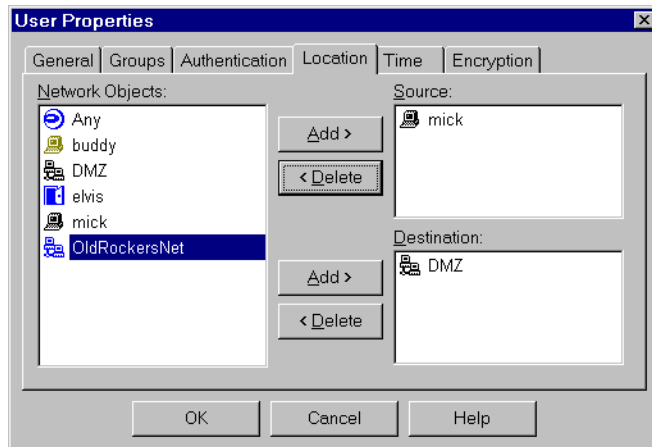 User Properties
General Groups Authentication Location Time Encryption
Network Objects:
Any
buddy
DMZ
elvis
mick
OldRockersNet
Add >
< Delete
Add >
< Delete
Source:
mick
Destination:
DMZ
OK Cancel Help